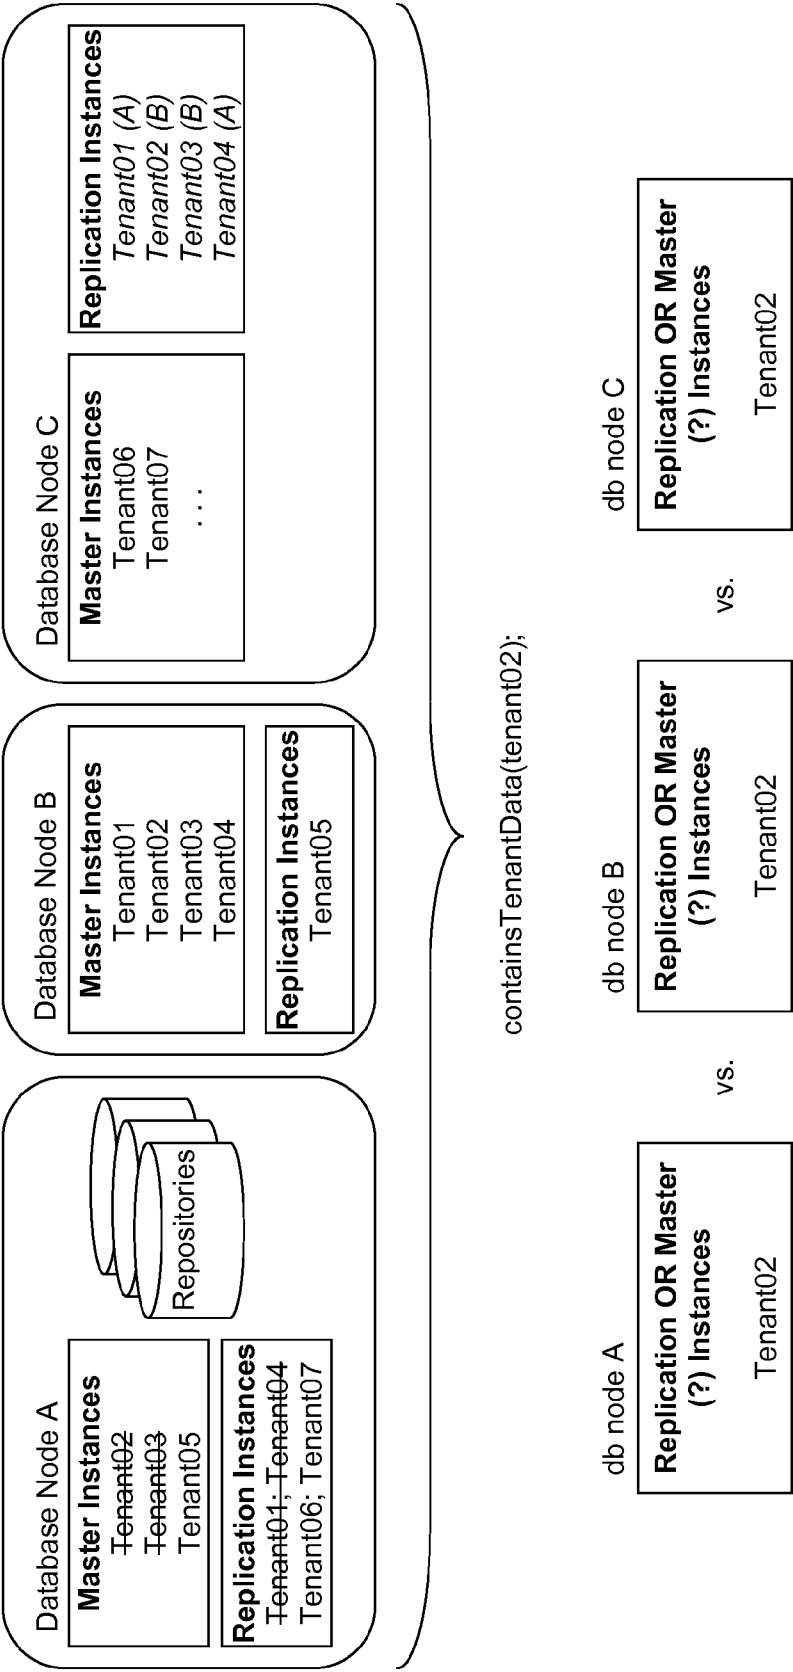 Database Node A
Master Instances
Tenant02
Tenant03
Tenant05
Replication Instances
Tenant01; Tenant04
Tenant06; Tenant07
Repositories
Database Node B
Master Instances
Tenant01
Tenant02
Tenant03
Tenant04
Replication Instances
Tenant05
Database Node C
Master Instances
Tenant06
Tenant07
. . .
Replication Instances
Tenant01 (A)
Tenant02 (B)
Tenant03 (B)
Tenant04 (A)
containsTenantData(tenant02);
db node A
Replication OR Master
(?) Instances
Tenant02
vs.
db node B
Replication OR Master
(?) Instances
Tenant02
vs.
db node C
Replication OR Master
(?) Instances
Tenant02